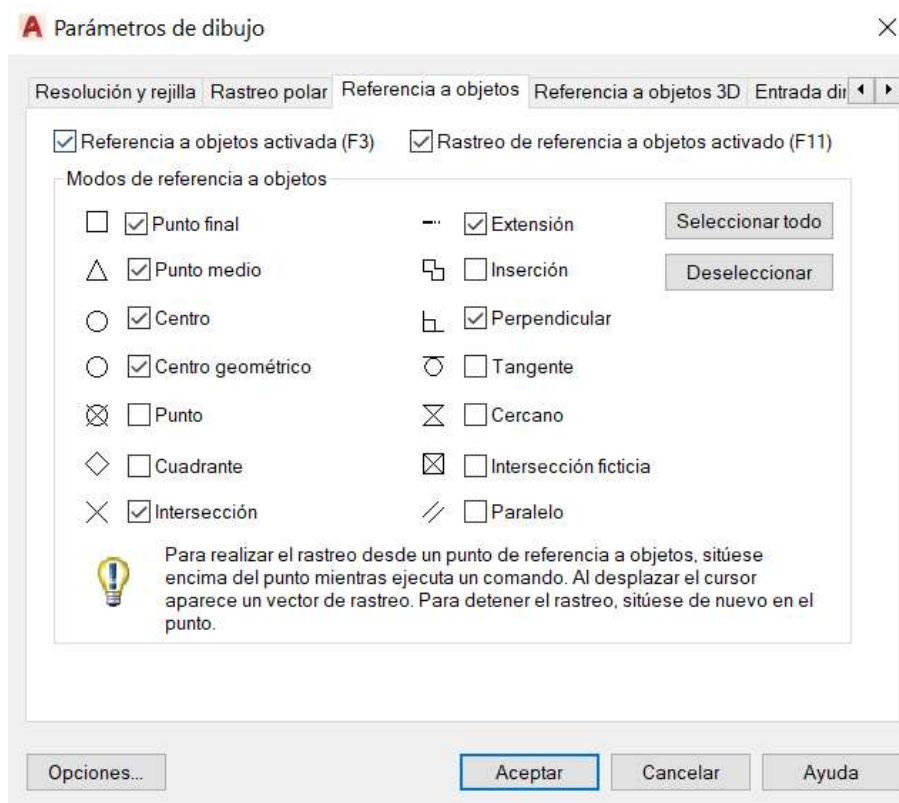 Parámetros de dibujo
Resolución y rejilla Rastreo polar Referencia a objetos Referencia a objetos 3D Entrada dir
Referencia a objetos activada (F3) Rastreo de referencia a objetos activado (F11)
Modos de referencia a objetos
Punto final Extensión Seleccionar todo
Punto medio Inserción Deseleccionar
Centro Perpendicular
Centro geométrico Tangente
Punto Cercano
Cuadrante Intersección ficticia
Intersección Paralelo
Para realizar el rastreo desde un punto de referencia a objetos, sitúese
encima del punto mientras ejecuta un comando. Al desplazar el cursor
aparece un vector de rastreo. Para detener el rastreo, sitúese de nuevo en el
punto.
Opciones... Aceptar Cancelar Ayuda